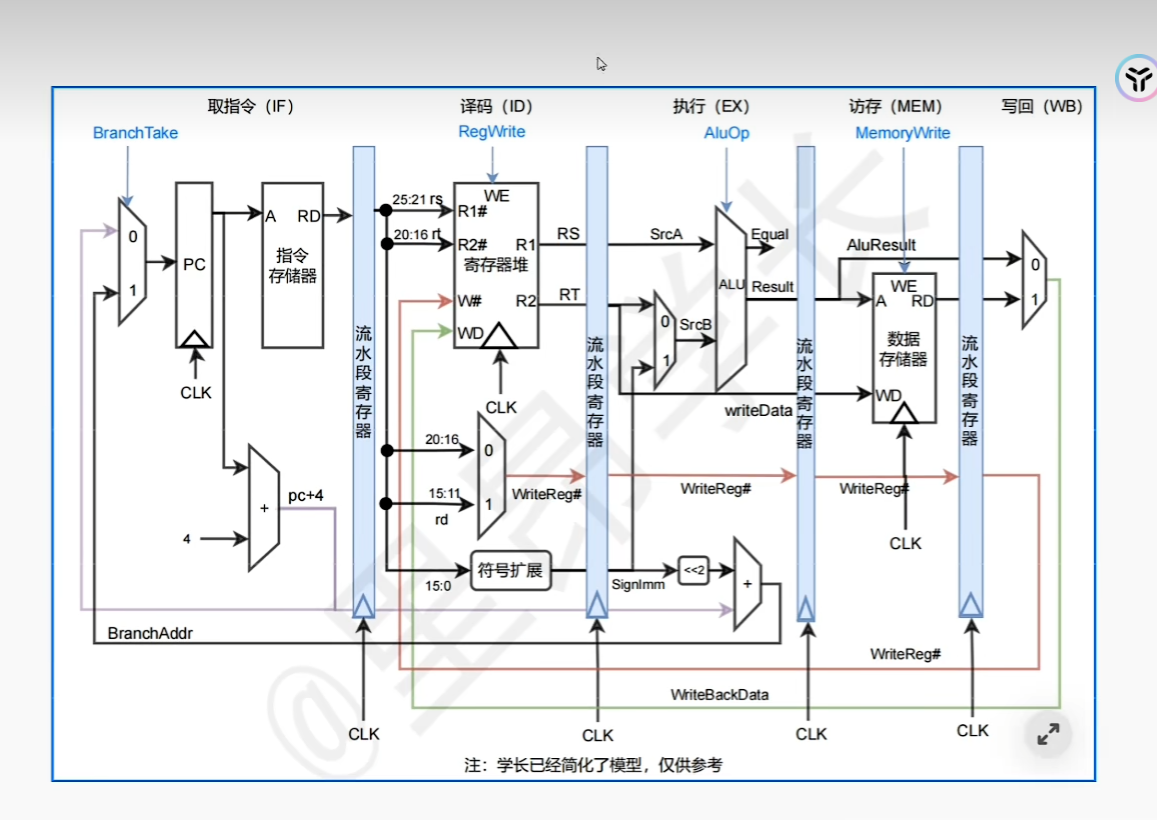 取指令（IF）
译码（ID）
执行（EX）
访存（MEM）
写回（WB）
BranchTake
RegWrite
AluOp
MemoryWrite
0
1
PC
CLK
A
RD
指令
存储器
流水段寄存器
25:21 rs
20:16 rt
WE
R1#
R2#
R1
寄存器堆
W#
R2
WD
CLK
RS
RT
流水段寄存器
SrcA
0
1
SrcB
ALU
Equal
Result
writeData
流水段寄存器
AluResult
WE
A
RD
数据
存储器
WD
CLK
流水段寄存器
0
1
20:16
0
15:11
1
rd
WriteReg#
WriteReg#
WriteReg#
4
+
pc+4
15:0
符号扩展
SignImm
<<2
+
BranchAddr
WriteReg#
WriteBackData
CLK
CLK
CLK
CLK
注：学长已经简化了模型，仅供参考
@里昂学长